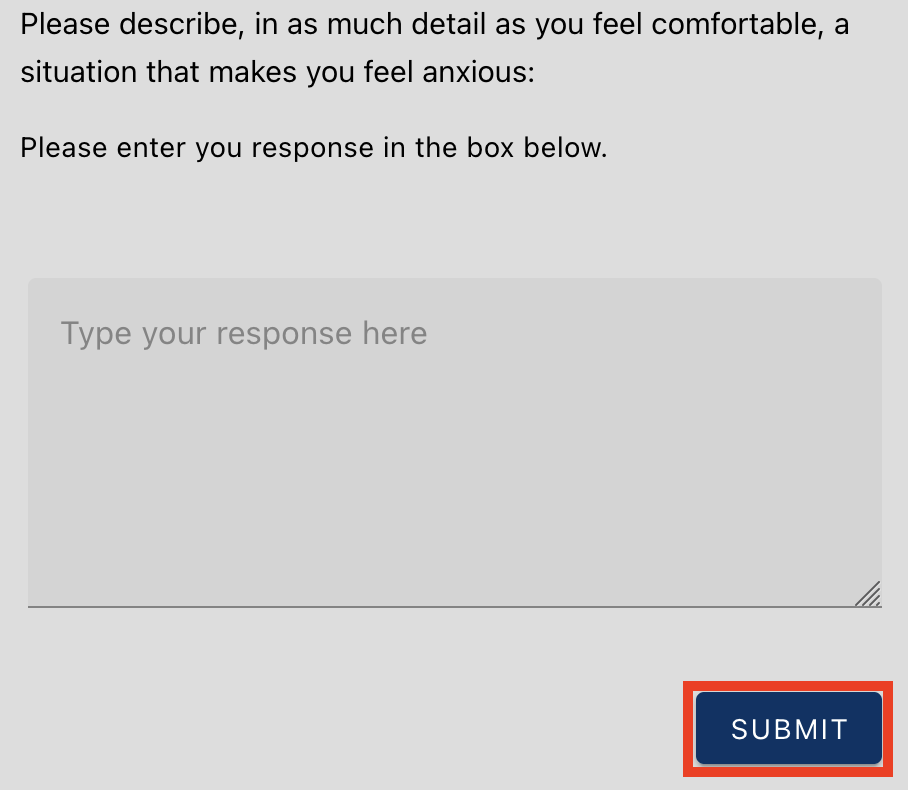 Please describe, in as much detail as you feel comfortable, a
situation that makes you feel anxious:
Please enter you response in the box below.
Type your response here
SUBMIT